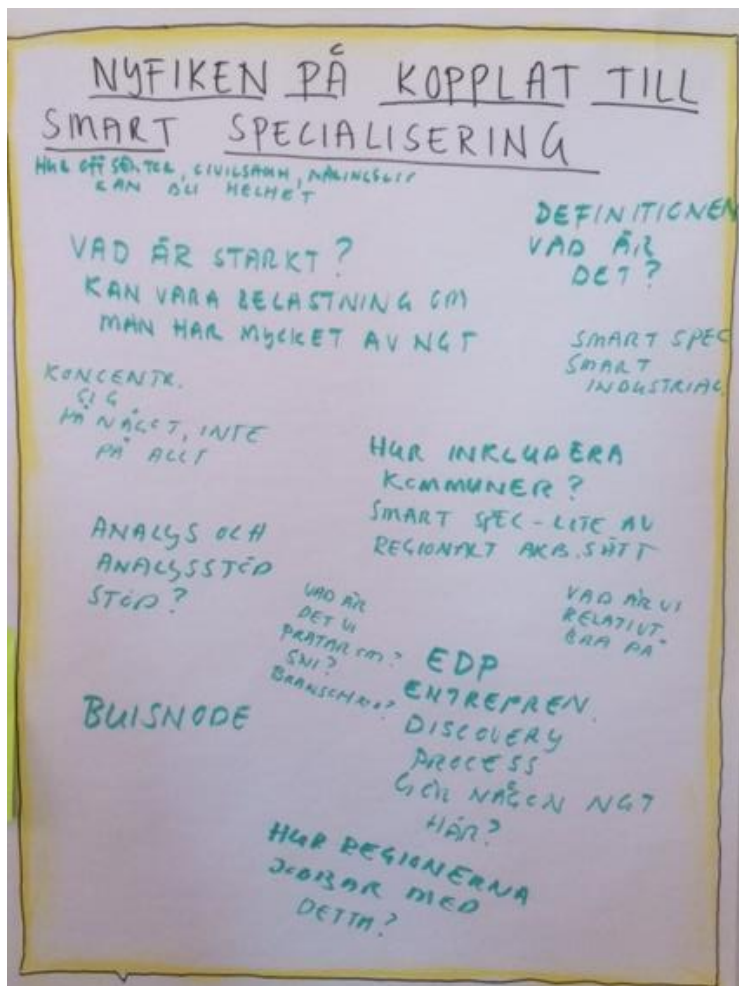 NYFIKEN PÅ KOPPLAT TILL
SMART SPECIALISERING
HUR OFF SEKTOR, CIVILSAMH, NÄRINGSLIV
KAN BLI HELHET
DEFINITIONEN
VAD ÄR
DET?
VAD ÄR STARKT?
KAN VARA BELASTNING OM
MAN HAR MYCKET AV NGT
SMART SPEC
SMART
INDUSTRIAL
KONCENTR.
SIG
PÅ NÅGOT, INTE
PÅ ALLT
HUR INKLUDERA
KOMMUNER?
SMART SPEC - LITE AV
REGIONALT ARB.SÄTT
ANALYS OCH
ANALYSSTÖD
STÖD?
VAD ÄR
DET VI
PRATAR OM?
SNI?
VAD ÄR VI
RELATIVT
BRA PÅ
EDP
ENTREPREN.
DISCOVERY
PROCESS
GÖR NÅGON NGT
HÄR?
BUISNODE
HUR REGIONERNA
JOBBAR MED
DETTA?